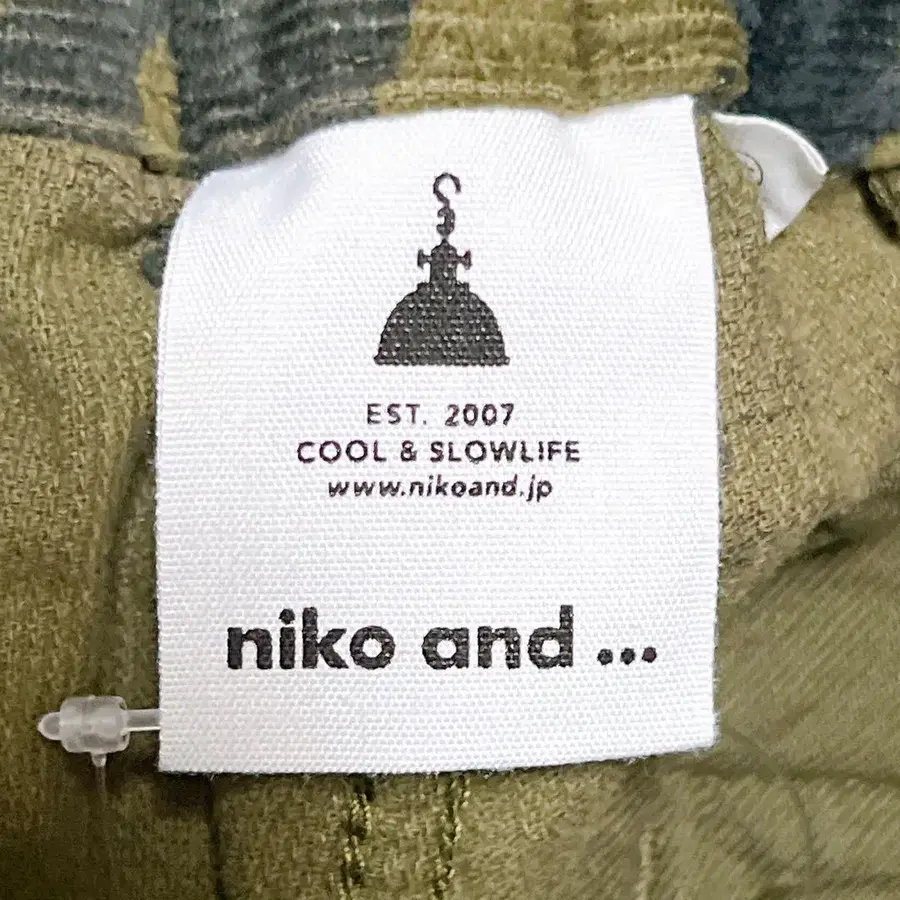 EST. 2007
COOL & SLOWLIFE
www.nikoand.jp
niko and ...